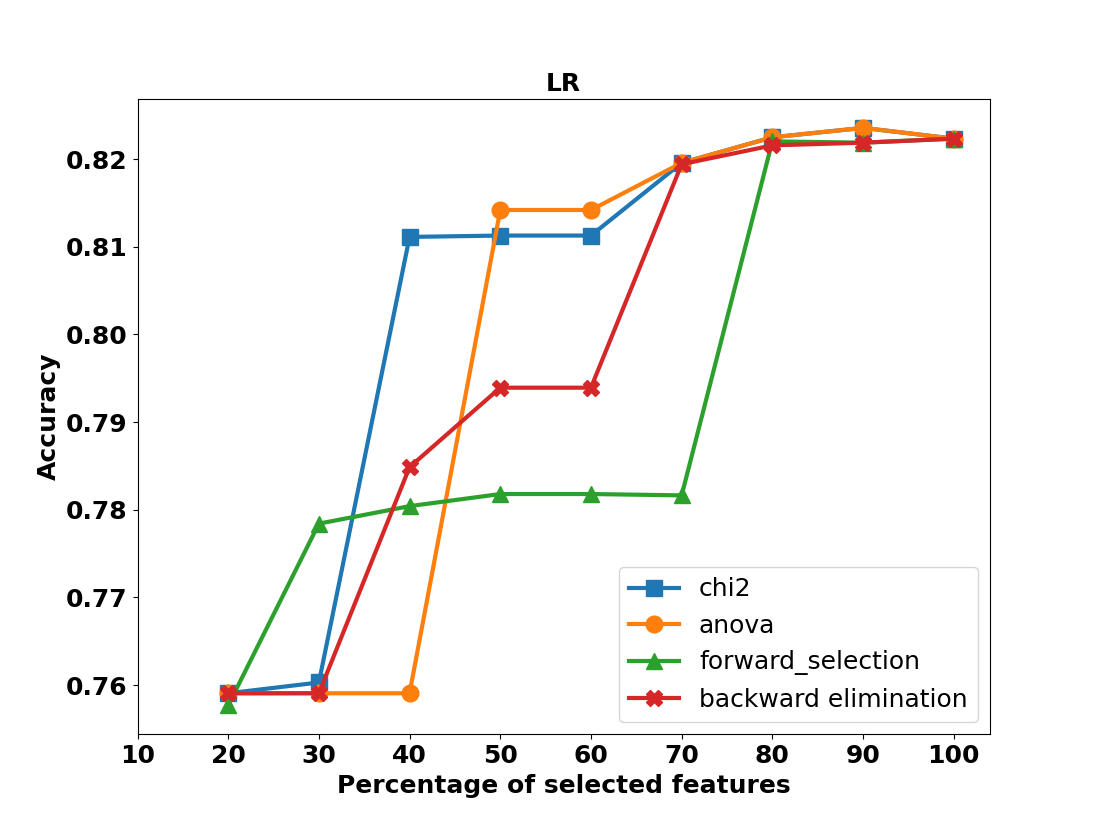 LR
Accuracy
0.82
0.81
0.80
0.79
0.78
0.77
0.76
chi2
anova
forward_selection
backward elimination
10 20 30 40 50 60 70 80 90 100
Percentage of selected features